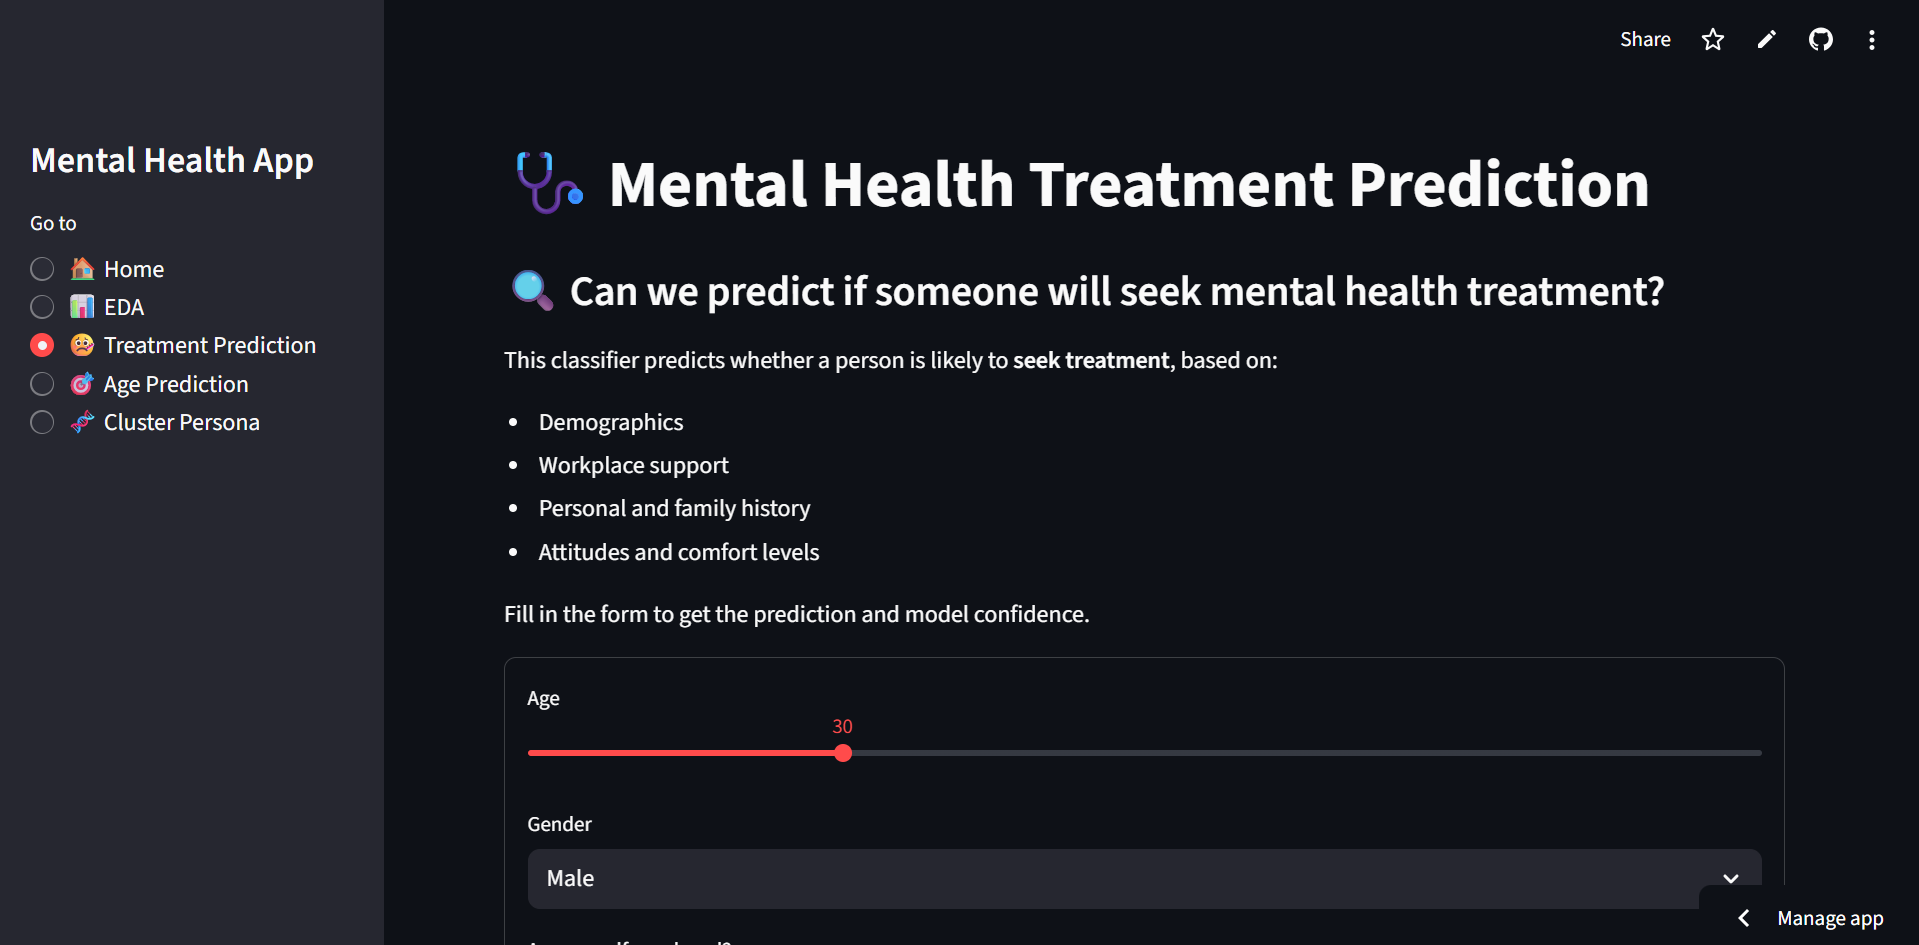 Share
Mental Health App
Go to
Home
EDA
Treatment Prediction
Age Prediction
Cluster Persona
Mental Health Treatment Prediction
Can we predict if someone will seek mental health treatment?
This classifier predicts whether a person is likely to seek treatment, based on:
Demographics
Workplace support
Personal and family history
Attitudes and comfort levels
Fill in the form to get the prediction and model confidence.
Age
30
Gender
Male
Manage app